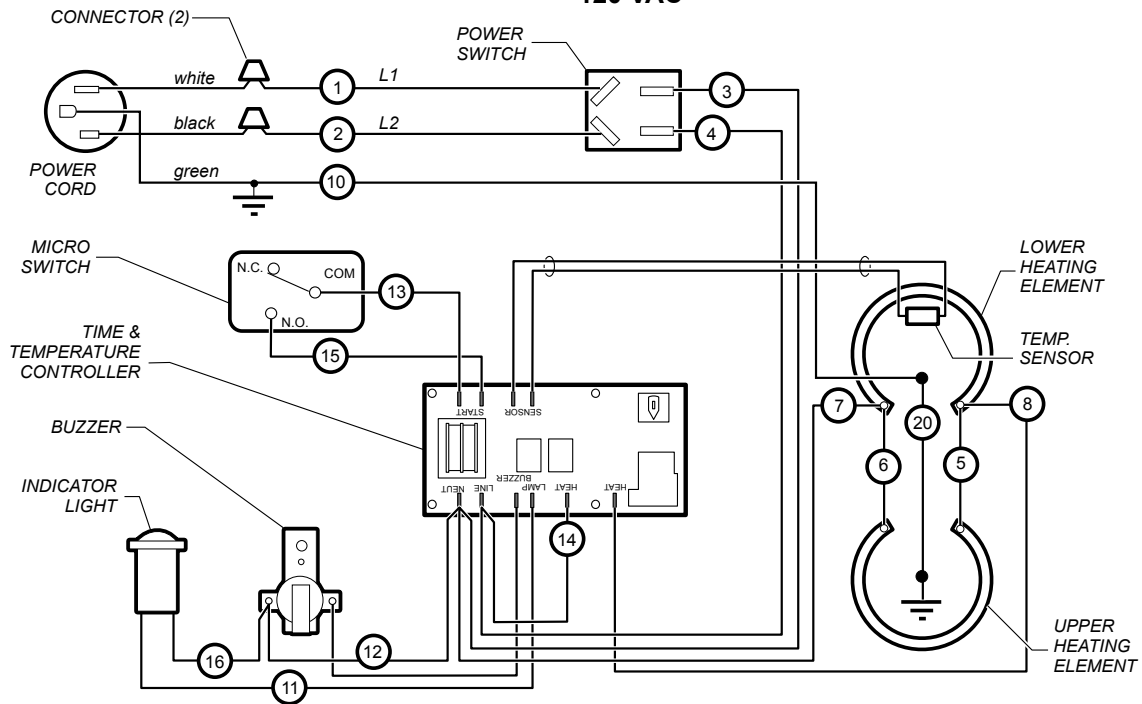 120 VAC
CONNECTOR (2)
POWER
SWITCH
white
1
L1
3
black
2
L2
4
POWER
CORD
green
10
MICRO
SWITCH
N.C.
COM
13
N.O.
15
LOWER
HEATING
ELEMENT
TEMP.
SENSOR
TIME &
TEMPERATURE
CONTROLLER
START
START
SENSOR
SENSOR
7
8
20
6
5
BUZZER
NEUT
LINE
BUZZER
LAMP
HEAT
HEAT
14
INDICATOR
LIGHT
16
12
11
UPPER
HEATING
ELEMENT